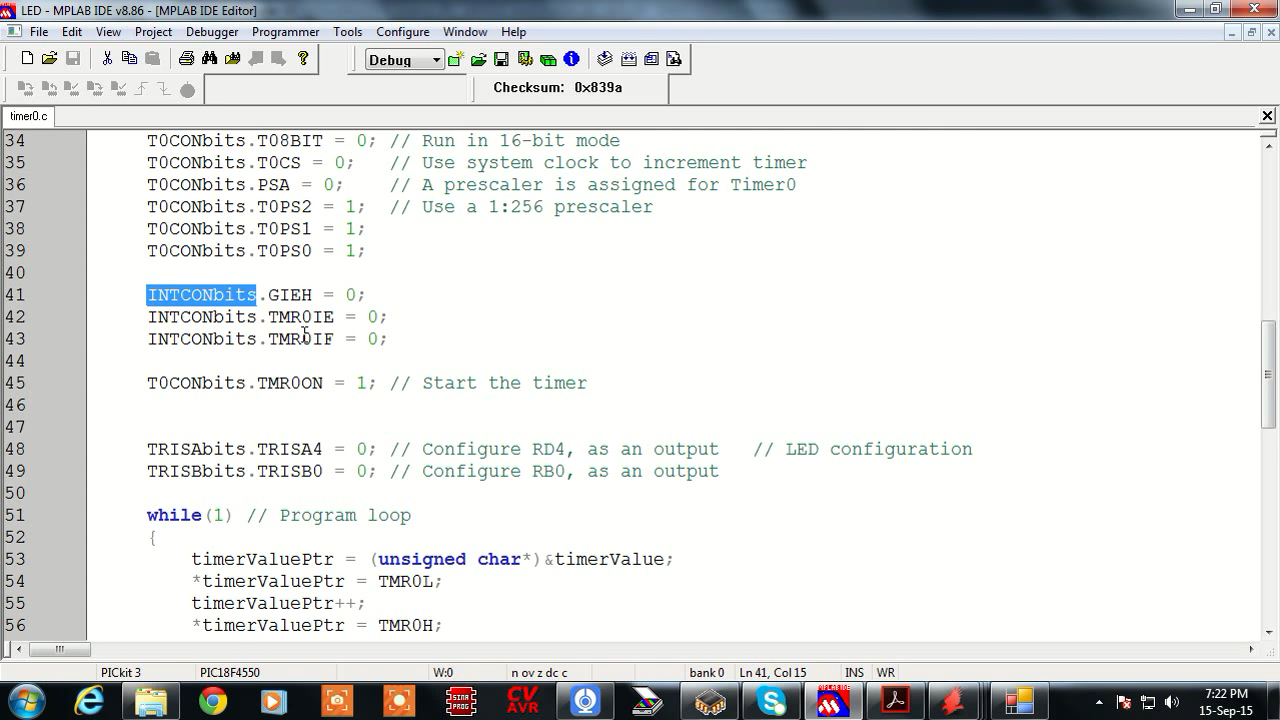 LED - MPLAB IDE v8.86 - [MPLAB IDE Editor]
File Edit View Project Debugger Programmer Tools Configure Window Help
Debug
Checksum: 0x839a
timer0.c
34 T0CONbits.T08BIT = 0; // Run in 16-bit mode
35 T0CONbits.T0CS = 0; // Use system clock to increment timer
36 T0CONbits.PSA = 0; // A prescaler is assigned for Timer0
37 T0CONbits.T0PS2 = 1; // Use a 1:256 prescaler
38 T0CONbits.T0PS1 = 1;
39 T0CONbits.T0PS0 = 1;
40
41 INTCONbits.GIEH = 0;
42 INTCONbits.TMR0IE = 0;
43 INTCONbits.TMR0IF = 0;
44
45 T0CONbits.TMR0ON = 1; // Start the timer
46
47
48 TRISAbits.TRISA4 = 0; // Configure RD4, as an output // LED configuration
49 TRISBbits.TRISB0 = 0; // Configure RB0, as an output
50
51 while(1) // Program loop
52 {
53 timerValuePtr = (unsigned char*)&timerValue;
54 *timerValuePtr = TMR0L;
55 timerValuePtr++;
56 *timerValuePtr = TMR0H;
PICkit 3 PIC18F4550 W:0 n ov z dc c bank 0 Ln 41, Col 15 INS WR
SINA PROG
CV AVR
MPLAB IDE
7:22 PM
15-Sep-15